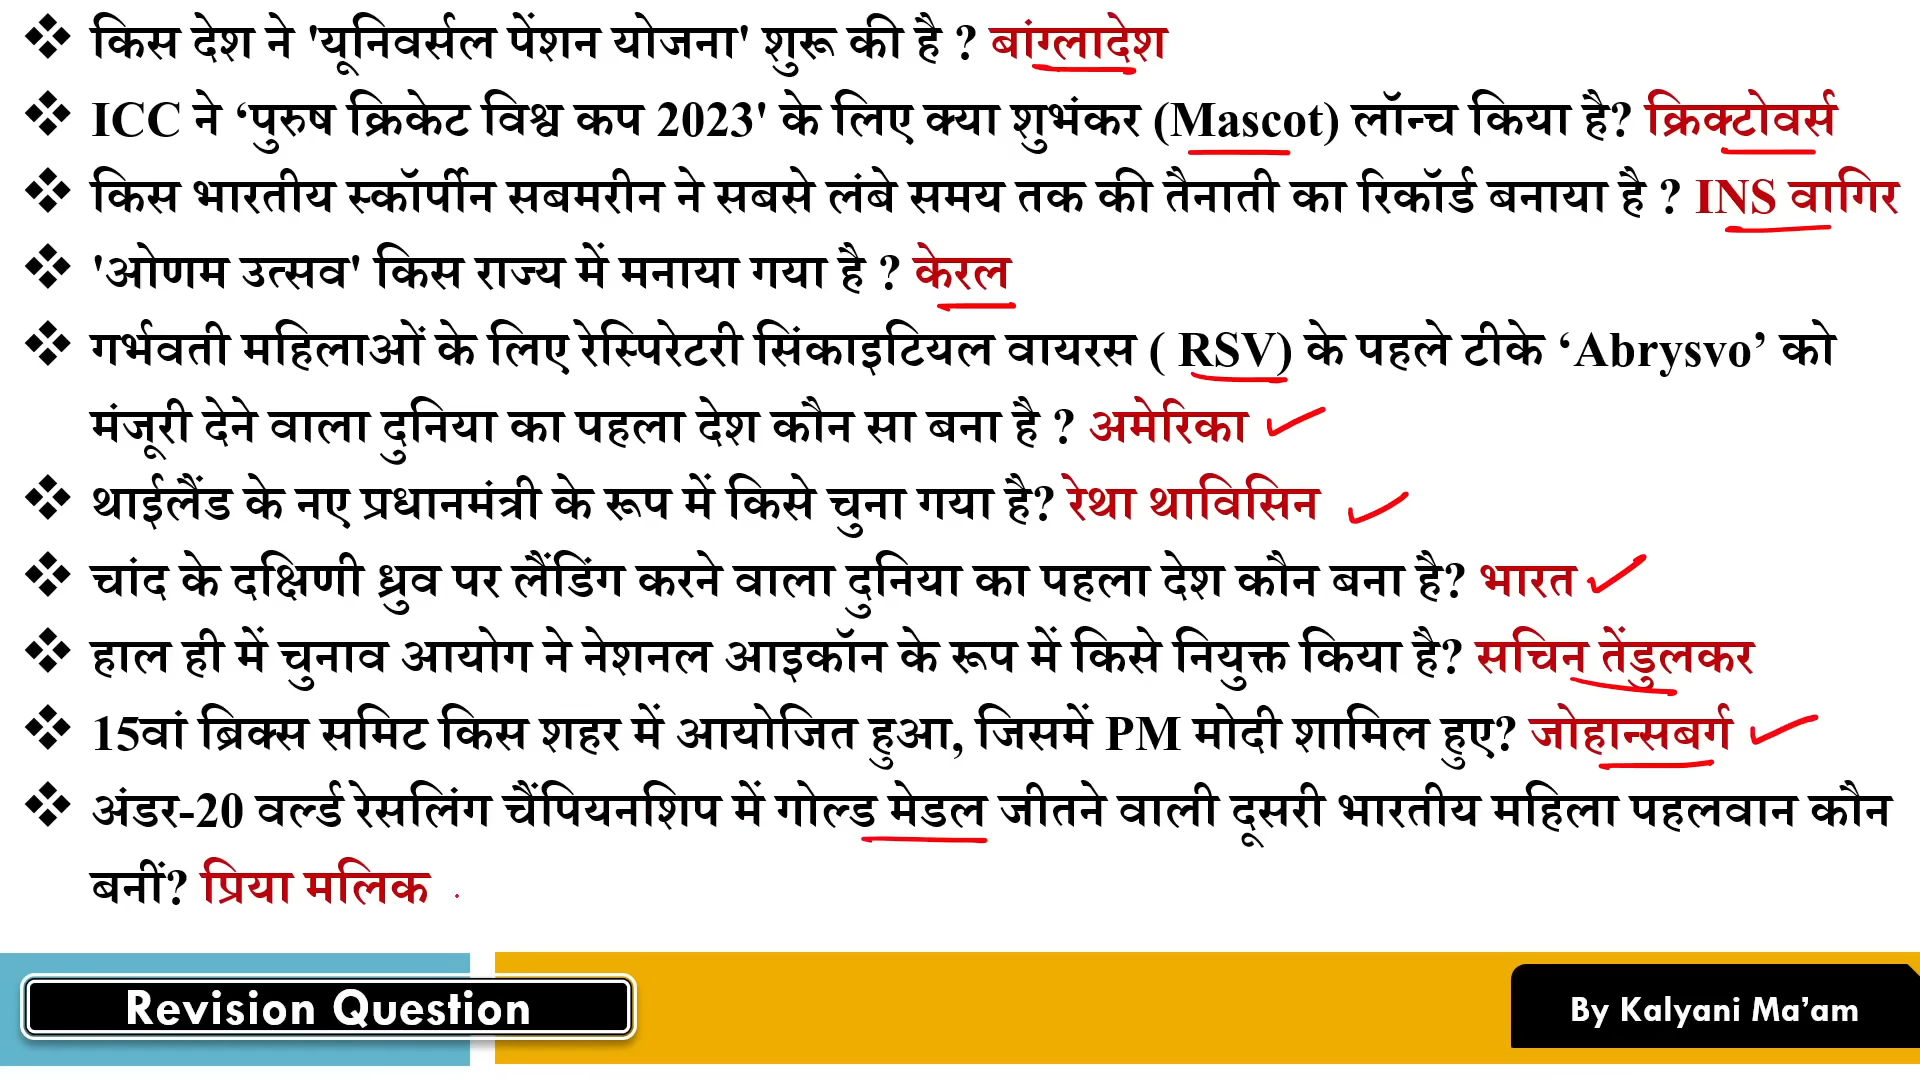 ❖ किस देश ने 'यूनिवर्सल पेंशन योजना' शुरू की है ? बांग्लादेश
❖ ICC ने ‘पुरुष क्रिकेट विश्व कप 2023' के लिए क्या शुभंकर (Mascot) लॉन्च किया है? क्रिक्टोवर्स
❖ किस भारतीय स्कॉर्पीन सबमरीन ने सबसे लंबे समय तक की तैनाती का रिकॉर्ड बनाया है ? INS वागिर
❖ 'ओणम उत्सव' किस राज्य में मनाया गया है ? केरल
❖ गर्भवती महिलाओं के लिए रेस्पिरेटरी सिंकाइटियल वायरस ( RSV) के पहले टीके ‘Abrysvo’ को
मंजूरी देने वाला दुनिया का पहला देश कौन सा बना है ? अमेरिका
❖ थाईलैंड के नए प्रधानमंत्री के रूप में किसे चुना गया है? रेथा थाविसिन
❖ चांद के दक्षिणी ध्रुव पर लैंडिंग करने वाला दुनिया का पहला देश कौन बना है? भारत
❖ हाल ही में चुनाव आयोग ने नेशनल आइकॉन के रूप में किसे नियुक्त किया है? सचिन तेंडुलकर
❖ 15वां ब्रिक्स समिट किस शहर में आयोजित हुआ, जिसमें PM मोदी शामिल हुए? जोहान्सबर्ग
❖ अंडर-20 वर्ल्ड रेसलिंग चैंपियनशिप में गोल्ड मेडल जीतने वाली दूसरी भारतीय महिला पहलवान कौन
बनीं? प्रिया मलिक
Revision Question
By Kalyani Ma’am